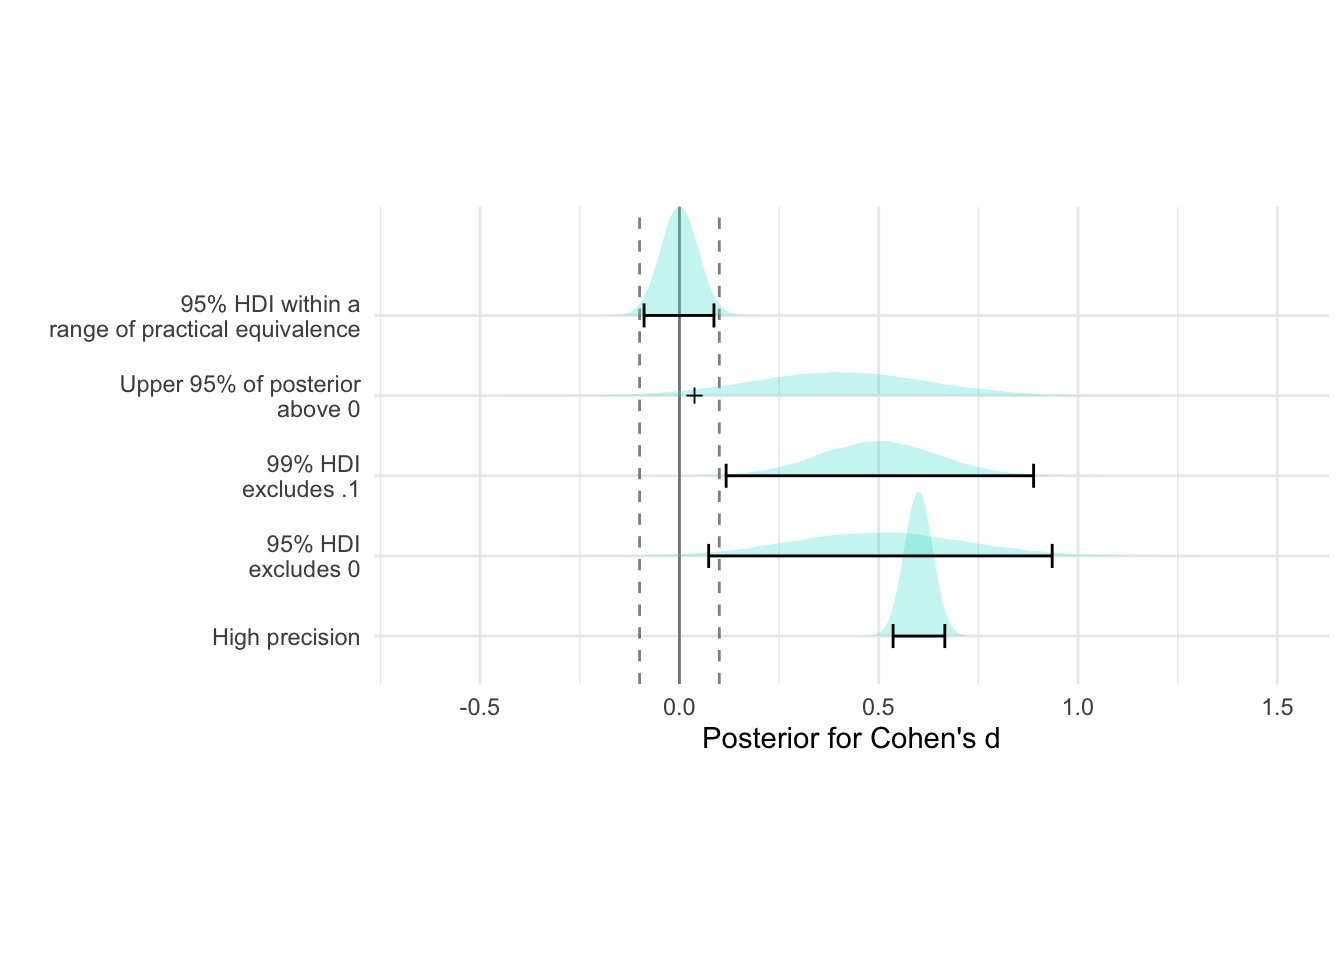 95% HDI within a
range of practical equivalence
Upper 95% of posterior
above 0
99% HDI
excludes .1
95% HDI
excludes 0
High precision
-0.5 0.0 0.5 1.0 1.5
Posterior for Cohen's d